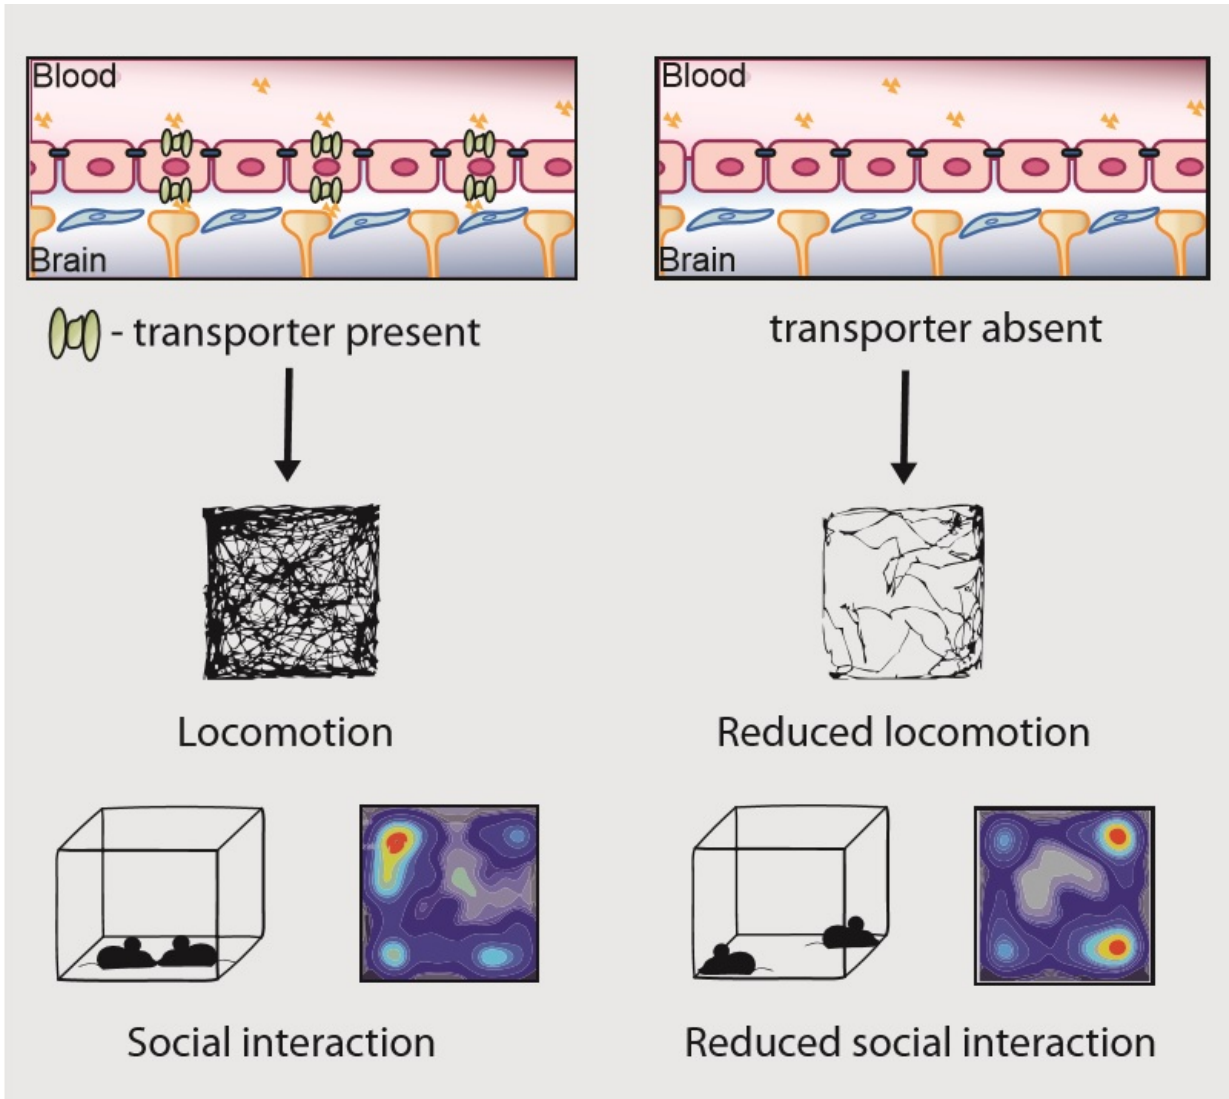 Blood
Blood
Brain
Brain
- transporter present
transporter absent
Locomotion
Reduced locomotion
Social interaction
Reduced social interaction